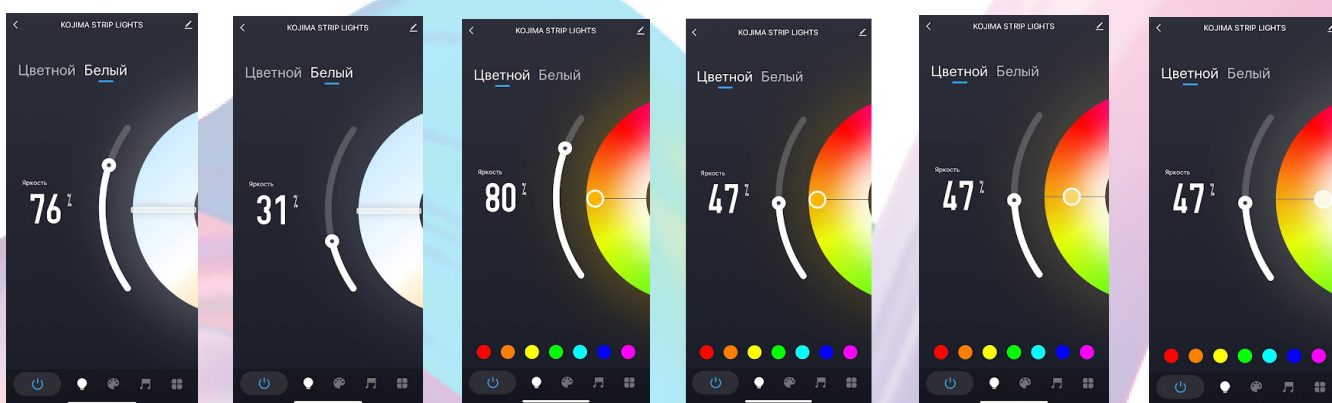 KOJIMA STRIP LIGHTS
Цветной Белый
Яркость
76 %
KOJIMA STRIP LIGHTS
Цветной Белый
Яркость
31 %
KOJIMA STRIP LIGHTS
Цветной Белый
Яркость
80 %
KOJIMA STRIP LIGHTS
Цветной Белый
Яркость
47 %
KOJIMA STRIP LIGHTS
Цветной Белый
Яркость
47 %
KOJIMA STRIP LIGHTS
Цветной Белый
Яркость
47 %